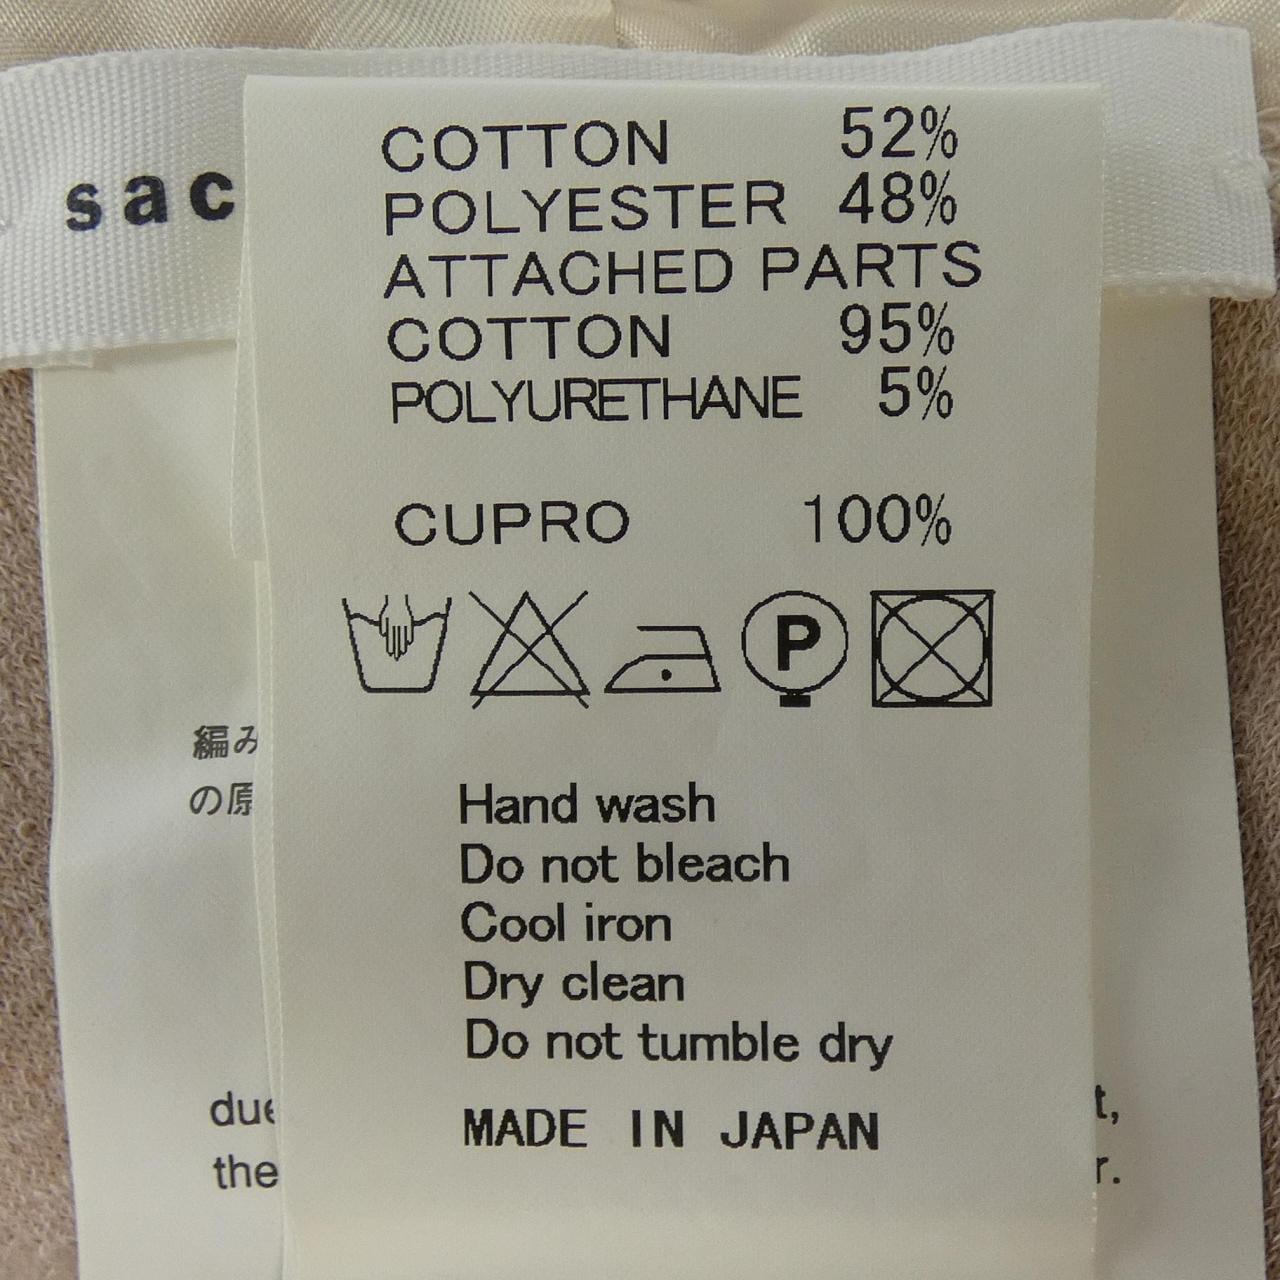 sac
COTTON 52%
POLYESTER 48%
ATTACHED PARTS
COTTON 95%
POLYURETHANE 5%
CUPRO 100%
P
編み
の原
Hand wash
Do not bleach
Cool iron
Dry clean
Do not tumble dry
due t,
the r.
MADE IN JAPAN